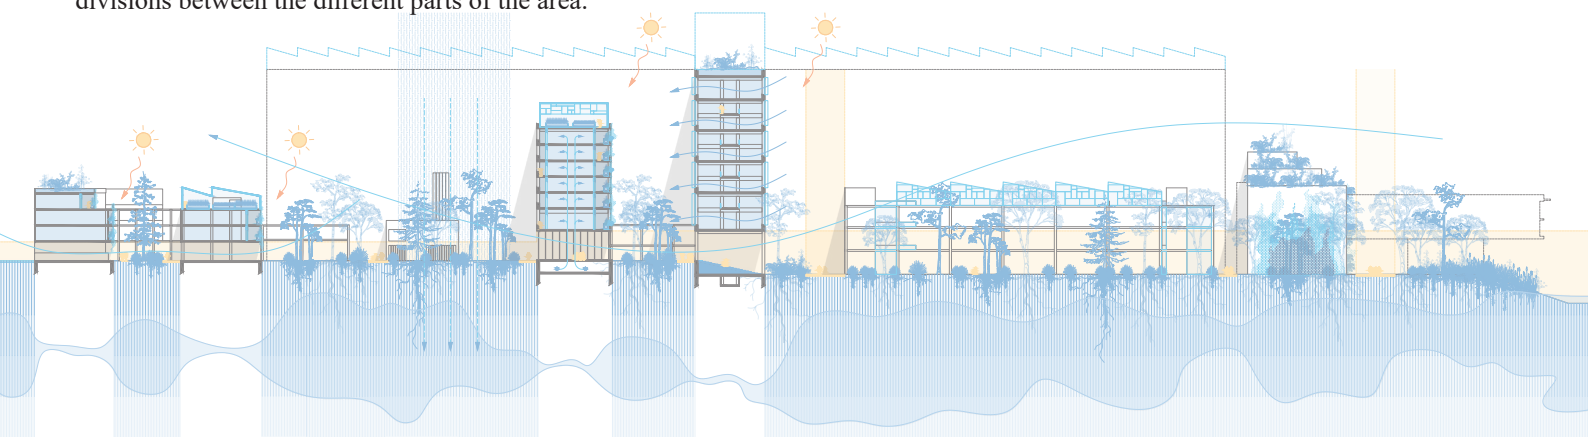 divisions between the different parts of the area.